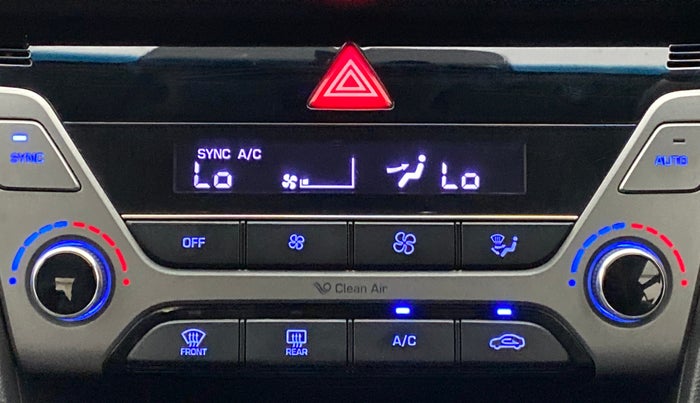 SYNC A/C
SYNC
AUTO
Lo
Lo
OFF
Clean Air
FRONT
REAR
A/C